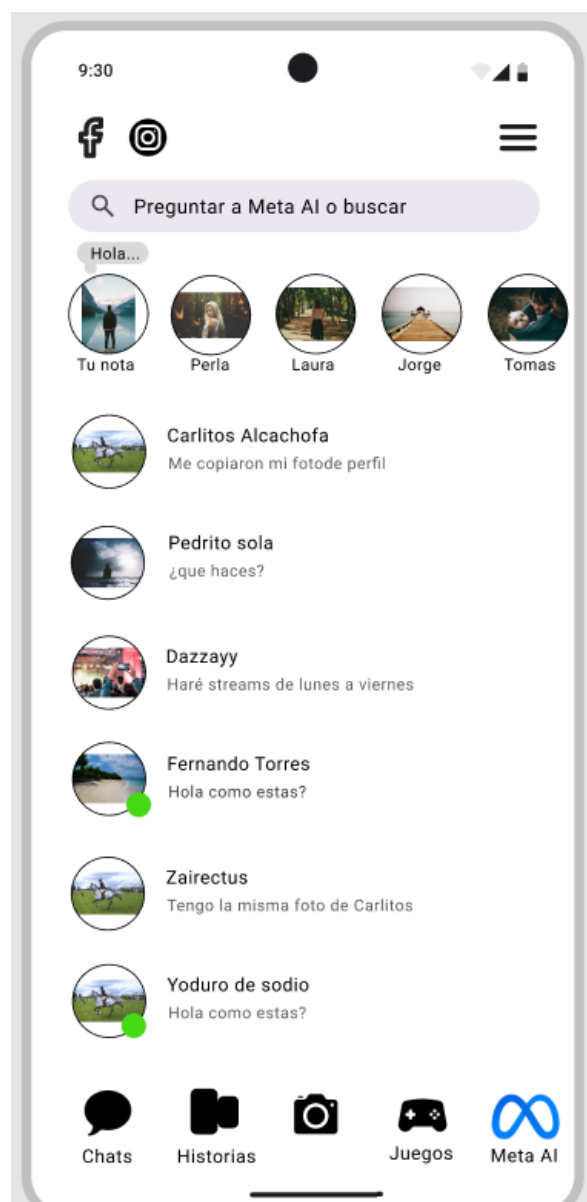 9:30
Preguntar a Meta AI o buscar
Hola...
Tu nota Perla Laura Jorge Tomas
Carlitos Alcachofa
Me copiaron mi fotode perfil
Pedrito sola
¿que haces?
Dazzayy
Haré streams de lunes a viernes
Fernando Torres
Hola como estas?
Zairectus
Tengo la misma foto de Carlitos
Yoduro de sodio
Hola como estas?
Chats Historias Juegos Meta AI